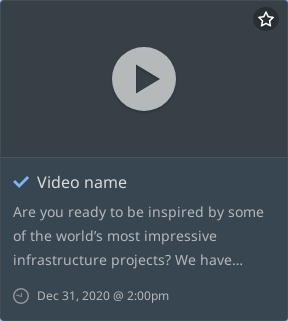 Video name
Are you ready to be inspired by some
of the world’s most impressive
infrastructure projects? We have...
Dec 31, 2020 @ 2:00pm